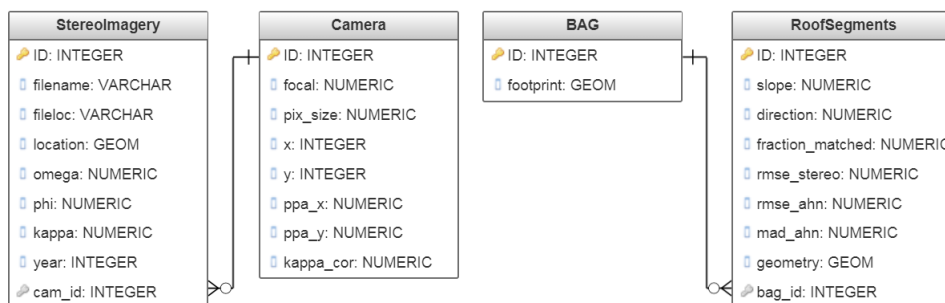 StereoImagery
ID: INTEGER
filename: VARCHAR
fileloc: VARCHAR
location: GEOM
omega: NUMERIC
phi: NUMERIC
kappa: NUMERIC
year: INTEGER
cam_id: INTEGER
Camera
ID: INTEGER
focal: NUMERIC
pix_size: NUMERIC
x: INTEGER
y: INTEGER
ppa_x: NUMERIC
ppa_y: NUMERIC
kappa_cor: NUMERIC
BAG
ID: INTEGER
footprint: GEOM
RoofSegments
ID: INTEGER
slope: NUMERIC
direction: NUMERIC
fraction_matched: NUMERIC
rmse_stereo: NUMERIC
rmse_ahn: NUMERIC
mad_ahn: NUMERIC
geometry: GEOM
bag_id: INTEGER